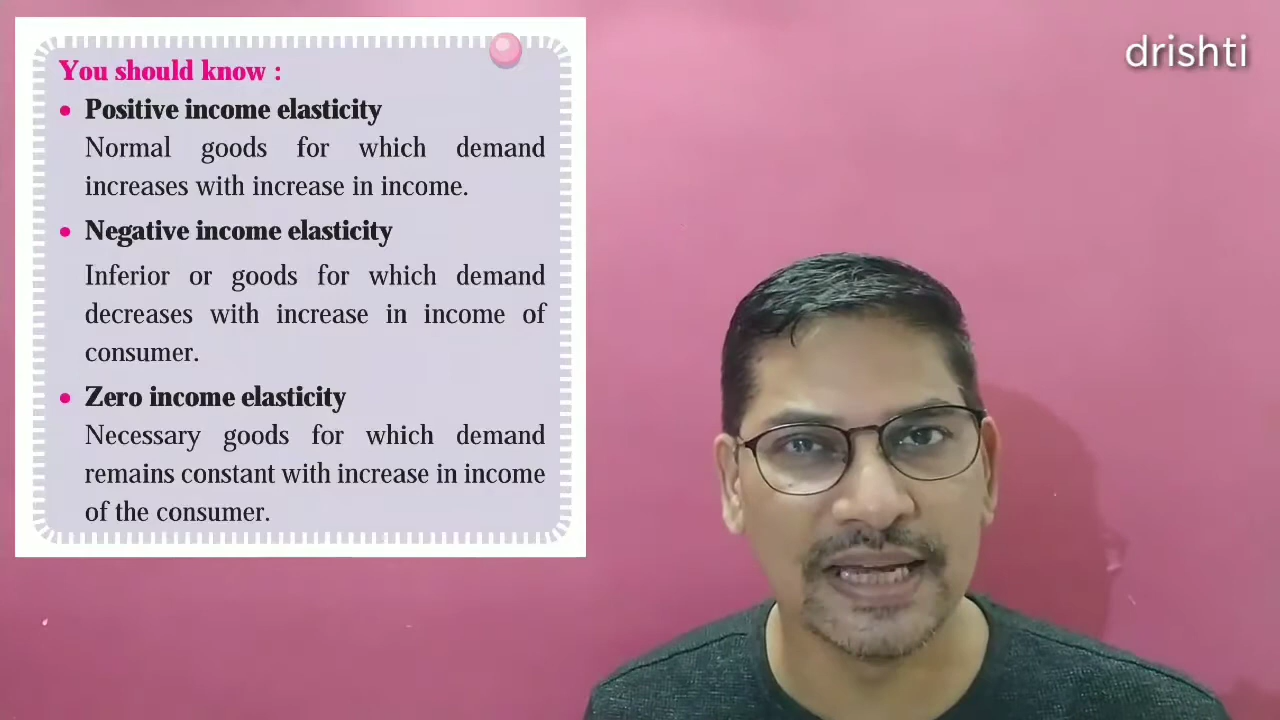 You should know :
• Positive income elasticity
Normal goods for which demand
increases with increase in income.
• Negative income elasticity
Inferior or goods for which demand
decreases with increase in income of
consumer.
• Zero income elasticity
Necessary goods for which demand
remains constant with increase in income
of the consumer.
drishti